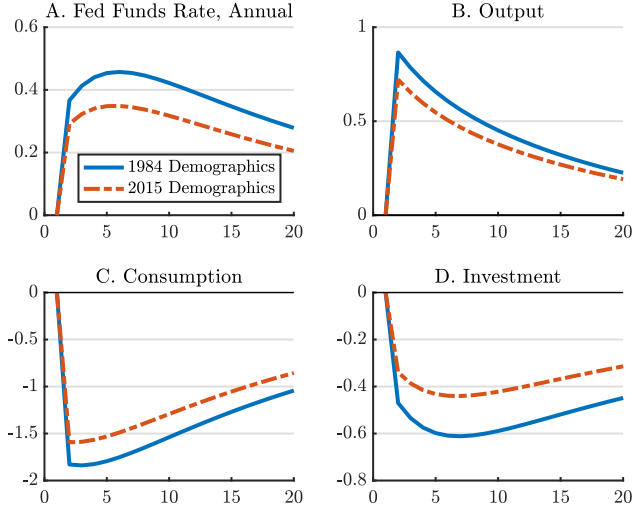 A. Fed Funds Rate, Annual
0.6
0.4
0.2
0
1984 Demographics
2015 Demographics
0 5 10 15 20
B. Output
1
0.5
0
0 5 10 15 20
C. Consumption
0
-0.5
-1
-1.5
-2
0 5 10 15 20
D. Investment
0
-0.2
-0.4
-0.6
-0.8
0 5 10 15 20